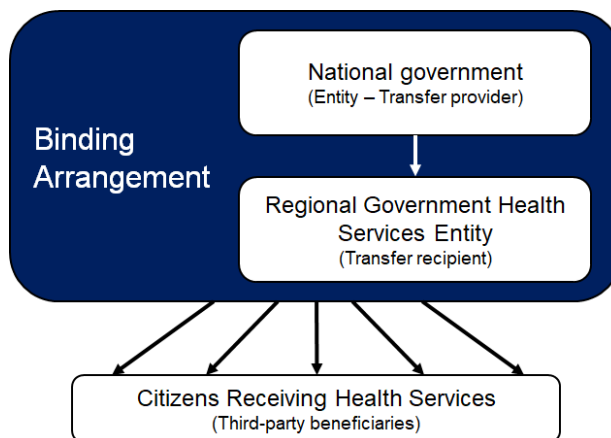 National government
(Entity – Transfer provider)
Binding
Arrangement
Regional Government Health
Services Entity
(Transfer recipient)
Citizens Receiving Health Services
(Third-party beneficiaries)